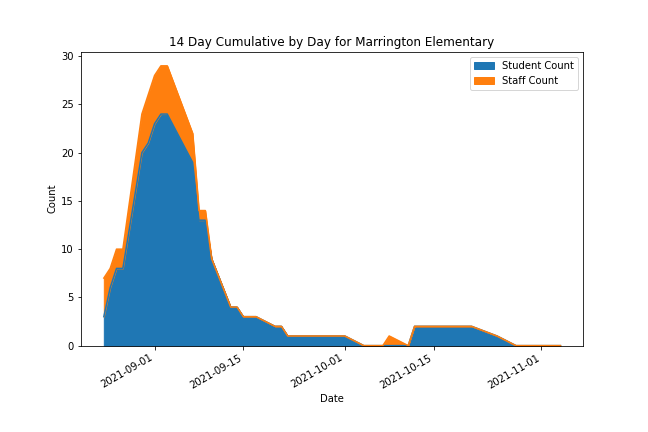 14 Day Cumulative by Day for Marrington Elementary
Student Count
Staff Count
30
25
20
15
10
5
0
Count
2021-09-01
2021-09-15
2021-10-01
2021-10-15
2021-11-01
Date